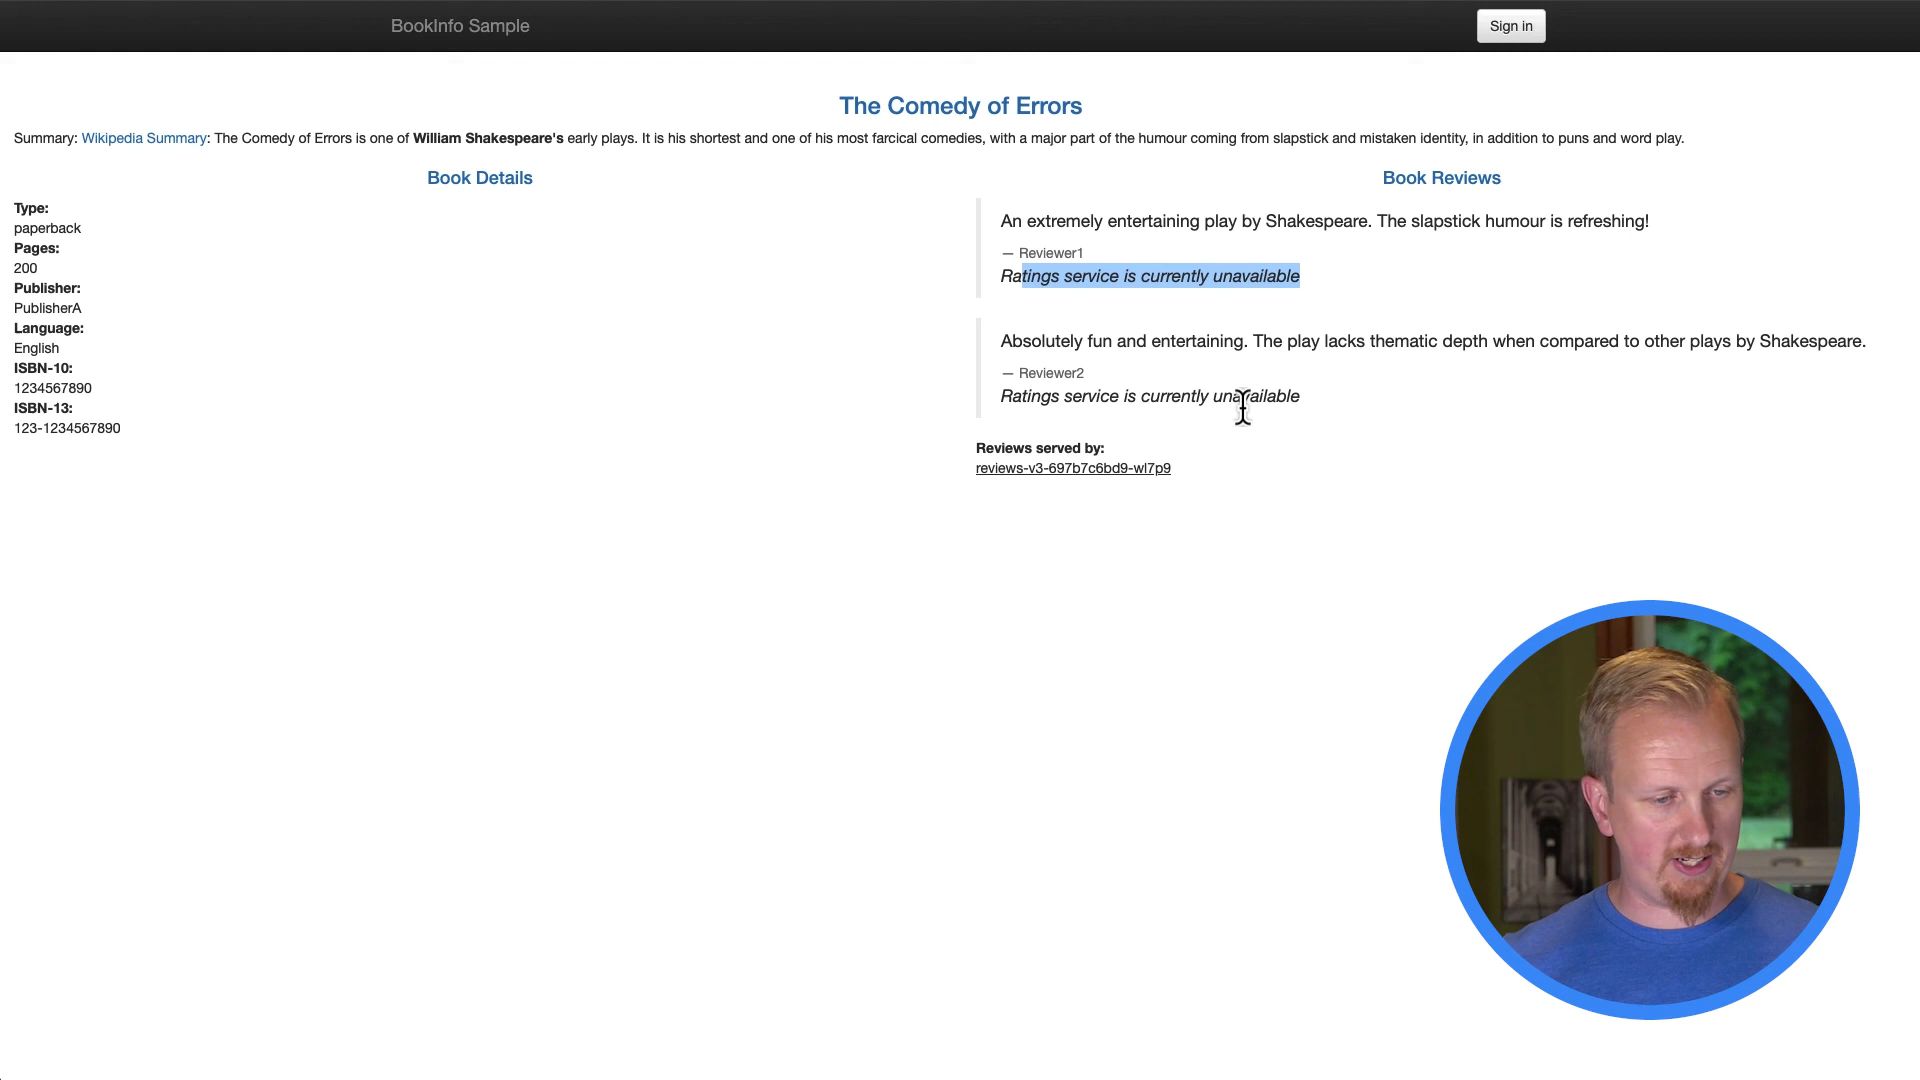 BookInfo Sample
Sign in
The Comedy of Errors
Summary: Wikipedia Summary: The Comedy of Errors is one of William Shakespeare's early plays. It is his shortest and one of his most farcical comedies, with a major part of the humour coming from slapstick and mistaken identity, in addition to puns and word play.
Book Details
Type:
paperback
Pages:
200
Publisher:
PublisherA
Language:
English
ISBN-10:
1234567890
ISBN-13:
123-1234567890
Book Reviews
An extremely entertaining play by Shakespeare. The slapstick humour is refreshing!
— Reviewer1
Ratings service is currently unavailable
Absolutely fun and entertaining. The play lacks thematic depth when compared to other plays by Shakespeare.
— Reviewer2
Ratings service is currently unavailable
Reviews served by:
reviews-v3-697b7c6bd9-wl7p9